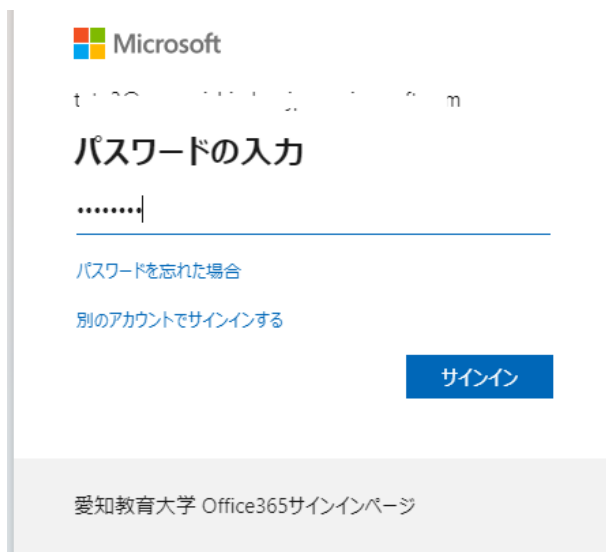 Microsoft
パスワードの入力
••••••••
パスワードを忘れた場合
別のアカウントでサインインする
サインイン
愛知教育大学 Office365サインインページ